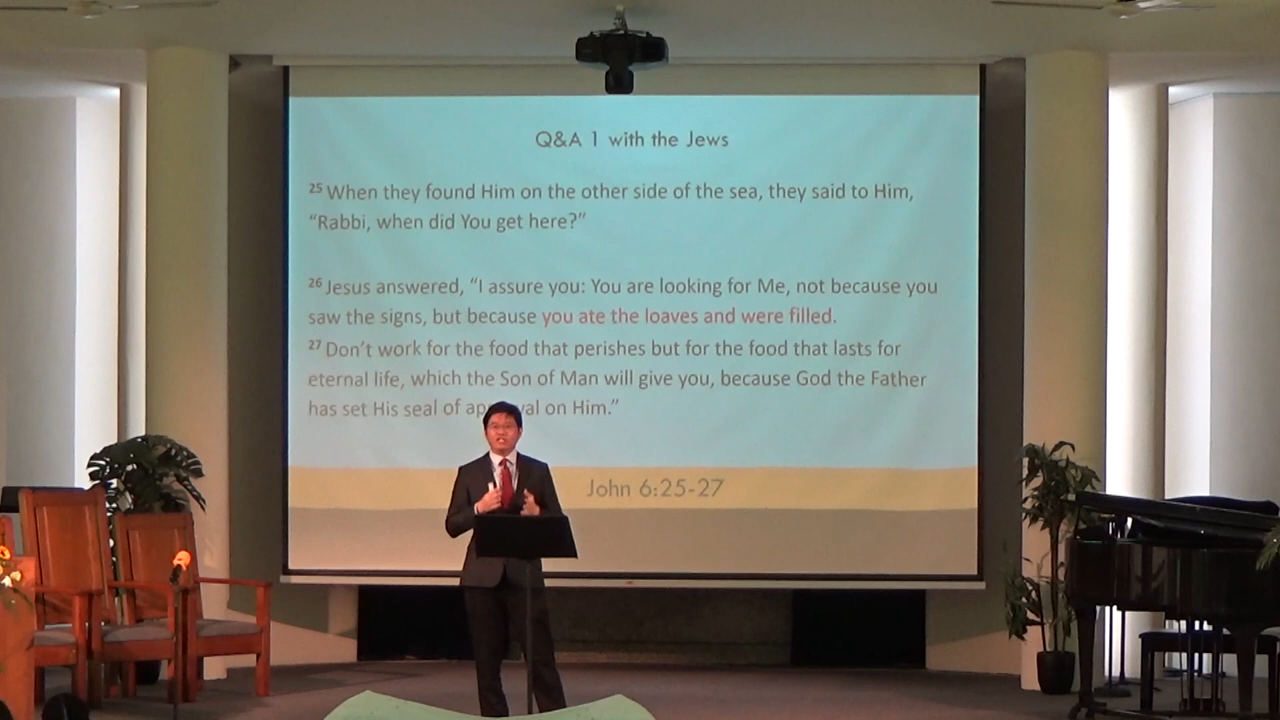 Q&A 1 with the Jews
25 When they found Him on the other side of the sea, they said to Him,
“Rabbi, when did You get here?”
26 Jesus answered, “I assure you: You are looking for Me, not because you
saw the signs, but because you ate the loaves and were filled.
27 Don’t work for the food that perishes but for the food that lasts for
eternal life, which the Son of Man will give you, because God the Father
has set His seal of on Him.”
John 6:25-27